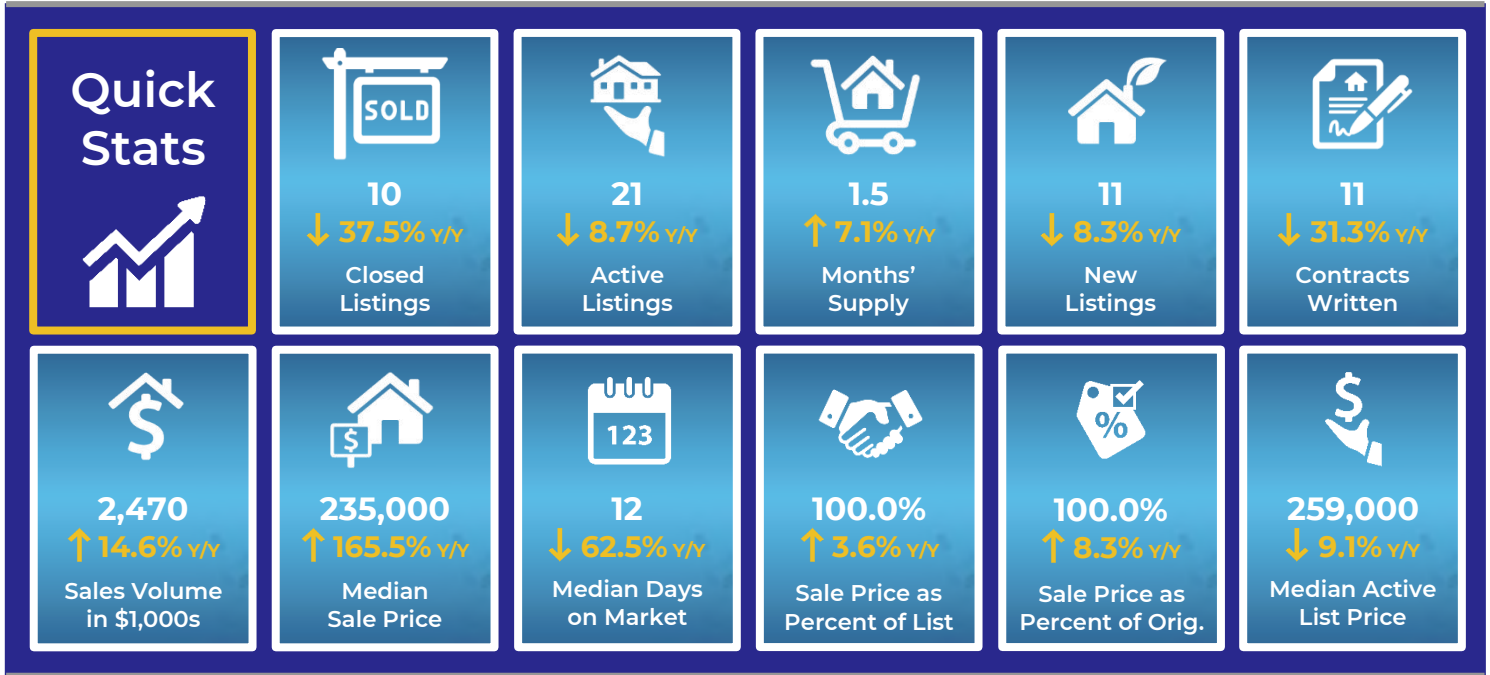 Quick
Stats
SOLD
10
↓ 37.5% Y/Y
Closed
Listings
21
↓ 8.7% Y/Y
Active
Listings
1.5
↑ 7.1% Y/Y
Months’
Supply
11
↓ 8.3% Y/Y
New
Listings
11
↓ 31.3% Y/Y
Contracts
Written
$
2,470
↑ 14.6% Y/Y
Sales Volume
in $1,000s
$
235,000
↑ 165.5% Y/Y
Median
Sale Price
123
12
↓ 62.5% Y/Y
Median Days
on Market
100.0%
↑ 3.6% Y/Y
Sale Price as
Percent of List
%
100.0%
↑ 8.3% Y/Y
Sale Price as
Percent of Orig.
$
259,000
↓ 9.1% Y/Y
Median Active
List Price